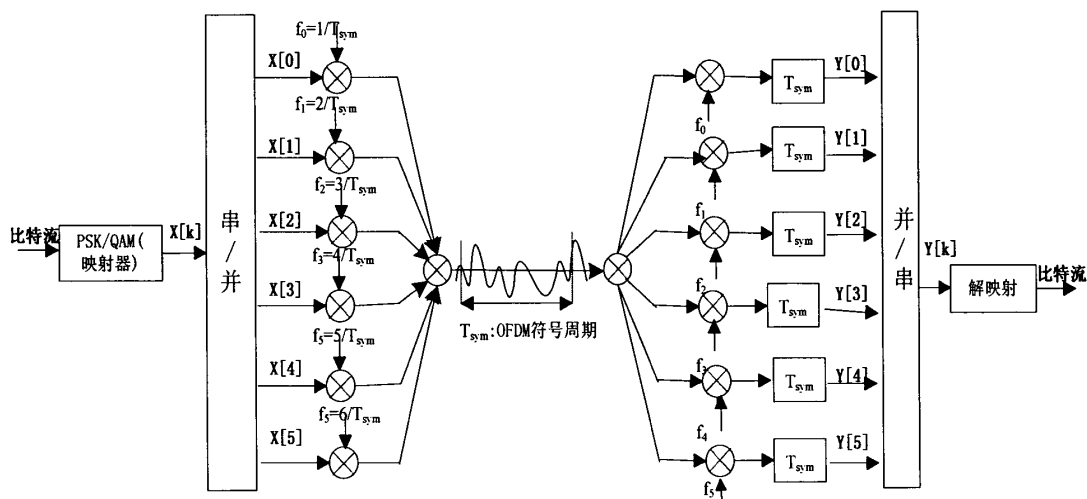 比特流
PSK/QAM(
映射器)
X[k]
串/并
f₀=1/Tsym
X[0]
f₁=2/Tsym
X[1]
f₂=3/Tsym
X[2]
f₃=4/Tsym
X[3]
f₅=5/Tsym
X[4]
f₅=6/Tsym
X[5]
Tsym:OFDM符号周期
f₀
f₁
f₂
f₃
f₄
f₅
Tsym
Tsym
Tsym
Tsym
Tsym
Tsym
Y[0]
Y[1]
Y[2]
Y[3]
Y[4]
Y[5]
并/串
Y[k]
解映射
比特流